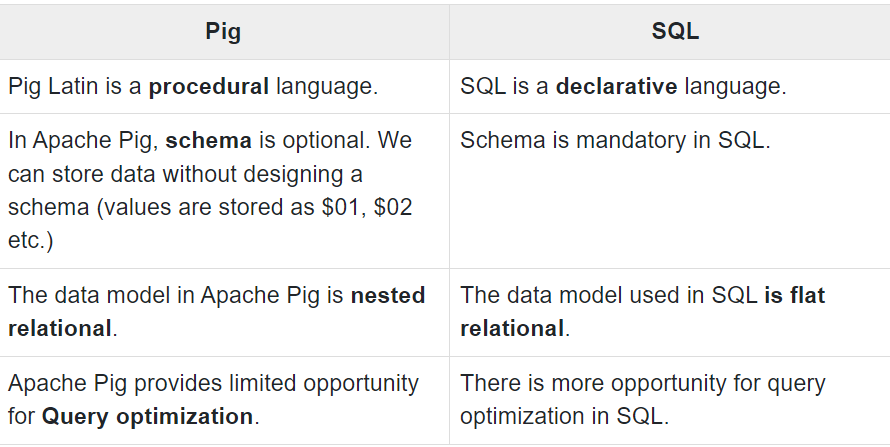 Pig
SQL
Pig Latin is a procedural language.
SQL is a declarative language.
In Apache Pig, schema is optional. We
can store data without designing a
schema (values are stored as $01, $02
etc.)
Schema is mandatory in SQL.
The data model in Apache Pig is nested
relational.
The data model used in SQL is flat
relational.
Apache Pig provides limited opportunity
for Query optimization.
There is more opportunity for query
optimization in SQL.